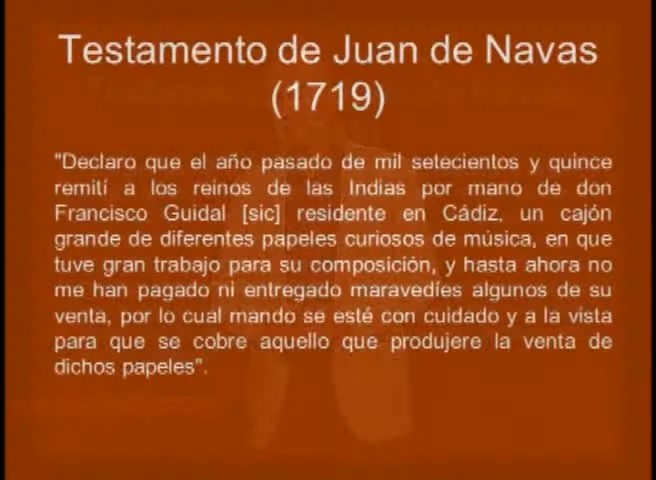 Testamento de Juan de Navas
(1719)
"Declaro que el año pasado de mil setecientos y quince
remití a los reinos de las Indias por mano de don
Francisco Guidal [sic] residente en Cádiz, un cajón
grande de diferentes papeles curiosos de música, en que
tuve gran trabajo para su composición, y hasta ahora no
me han pagado ni entregado maravedíes algunos de su
venta, por lo cual mando se esté con cuidado y a la vista
para que se cobre aquello que produjere la venta de
dichos papeles".